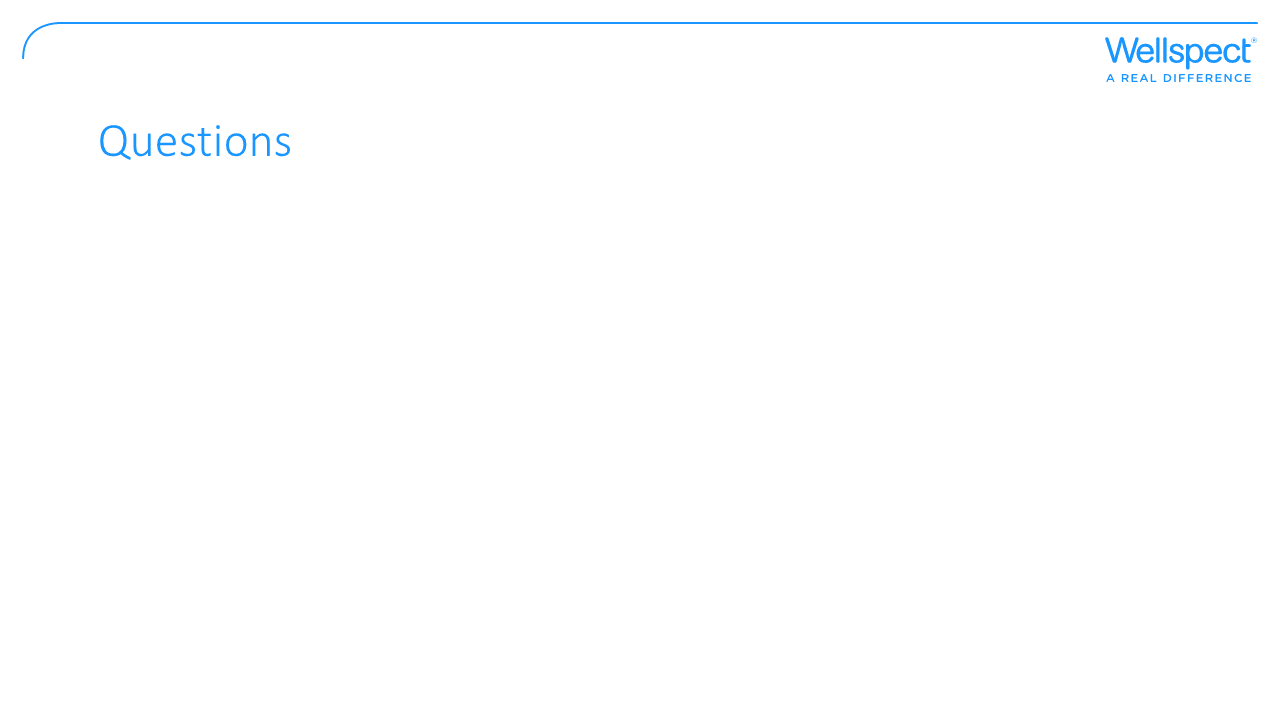 Wellspect®
A REAL DIFFERENCE
Questions